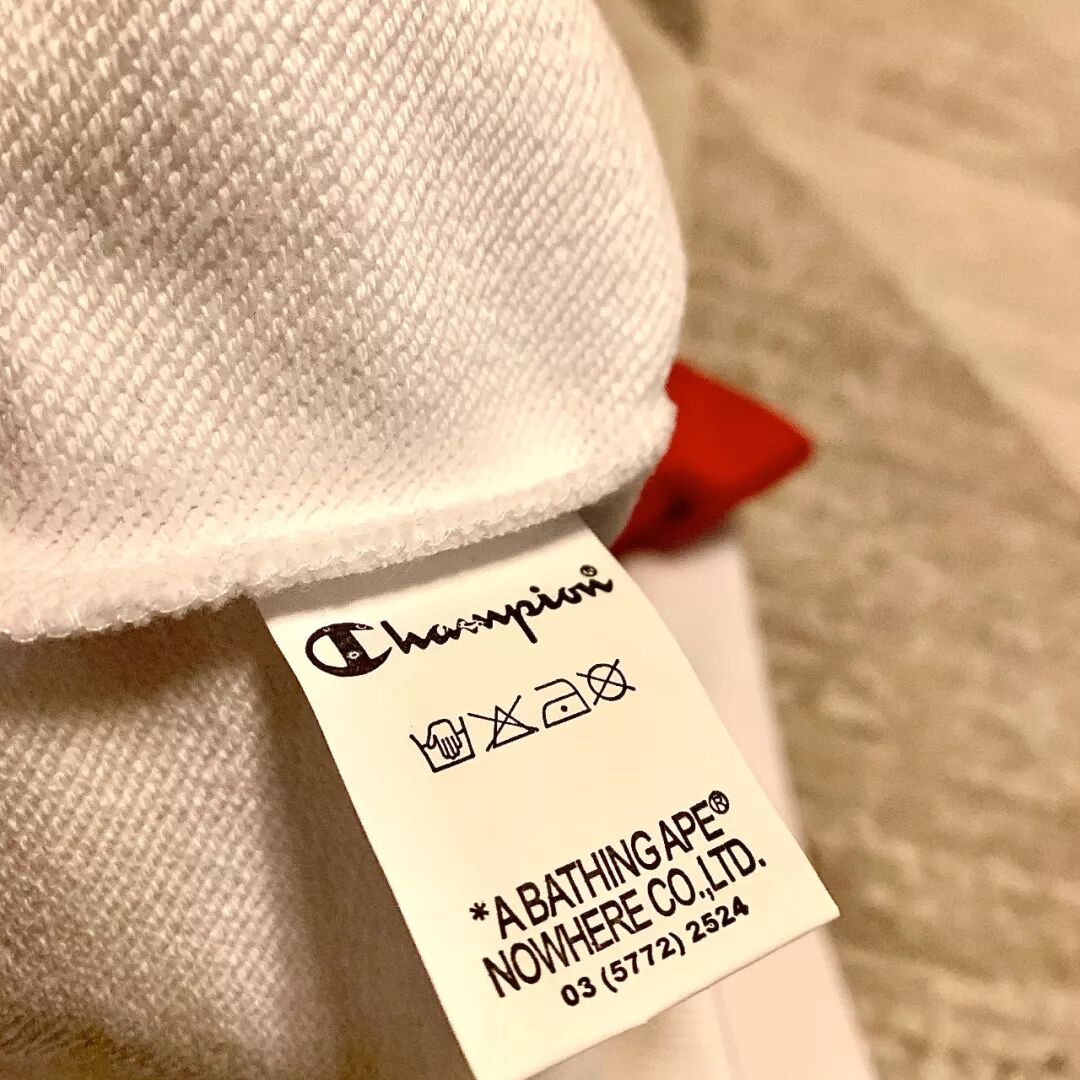 Champion®
*A BATHING APE®
NOWHERE CO.,LTD.
03 (5772) 2524